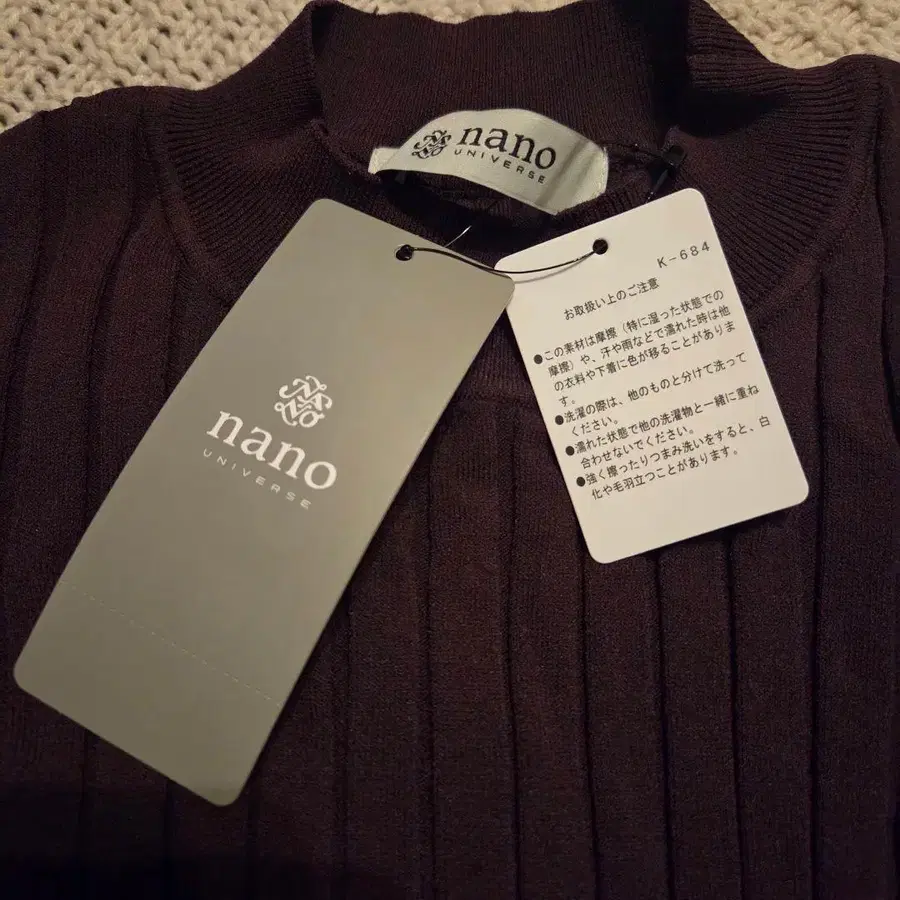 nano
UNIVERSE
nano
UNIVERSE
K-684
お取扱い上のご注意
●この素材は摩擦（特に湿った状態での
摩擦）や、汗や雨などで濡れた時は他
の衣料や下着に色が移ることがありま
す。
●洗濯の際は、他のものと分けて洗って
ください。
●濡れた状態で他の洗濯物と一緒に重ね
合わせないでください。
●強く擦ったりつまみ洗いをすると、白
化や毛羽立つことがあります。